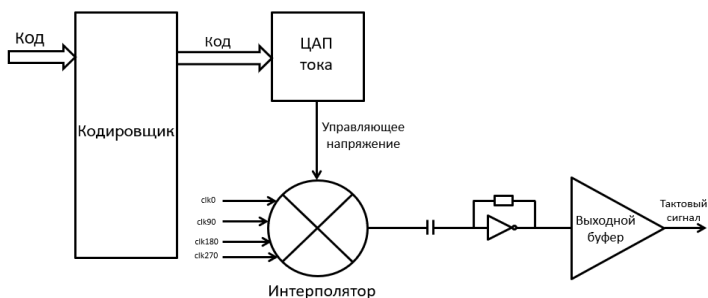 Код
Кодировщик
Код
ЦАП
тока
Управляющее
напряжение
clk0
clk90
clk180
clk270
Интерполятор
Выходной
буфер
Тактовый
сигнал